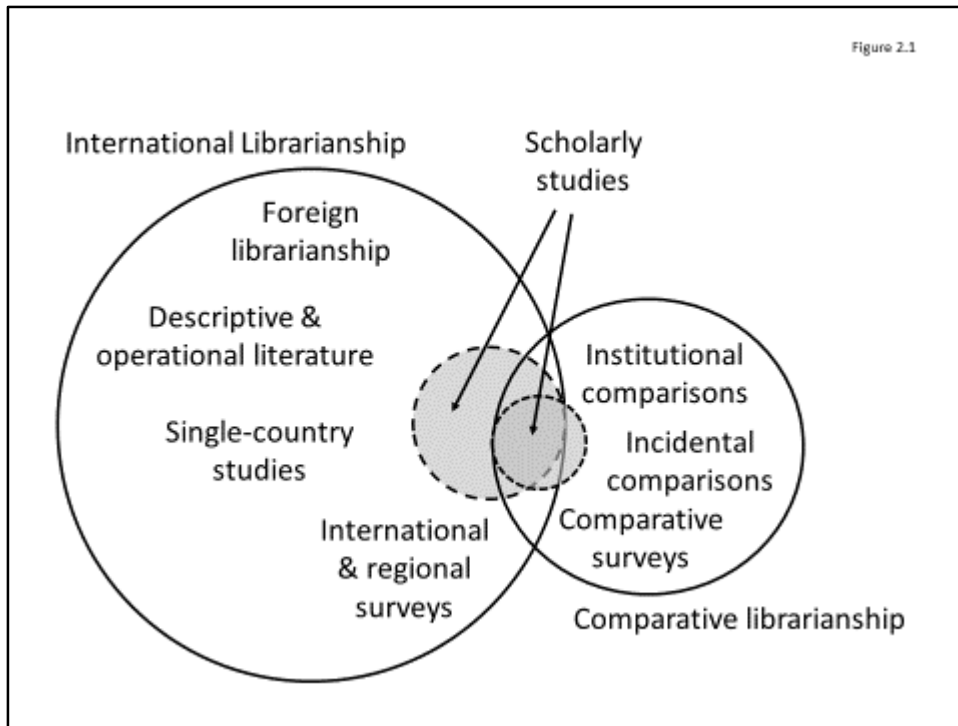 Figure 2.1
International Librarianship
Scholarly
studies
Foreign
librarianship
Descriptive &
operational literature
Single-country
studies
International
& regional
surveys
Institutional
comparisons
Incidental
comparisons
Comparative
surveys
Comparative librarianship